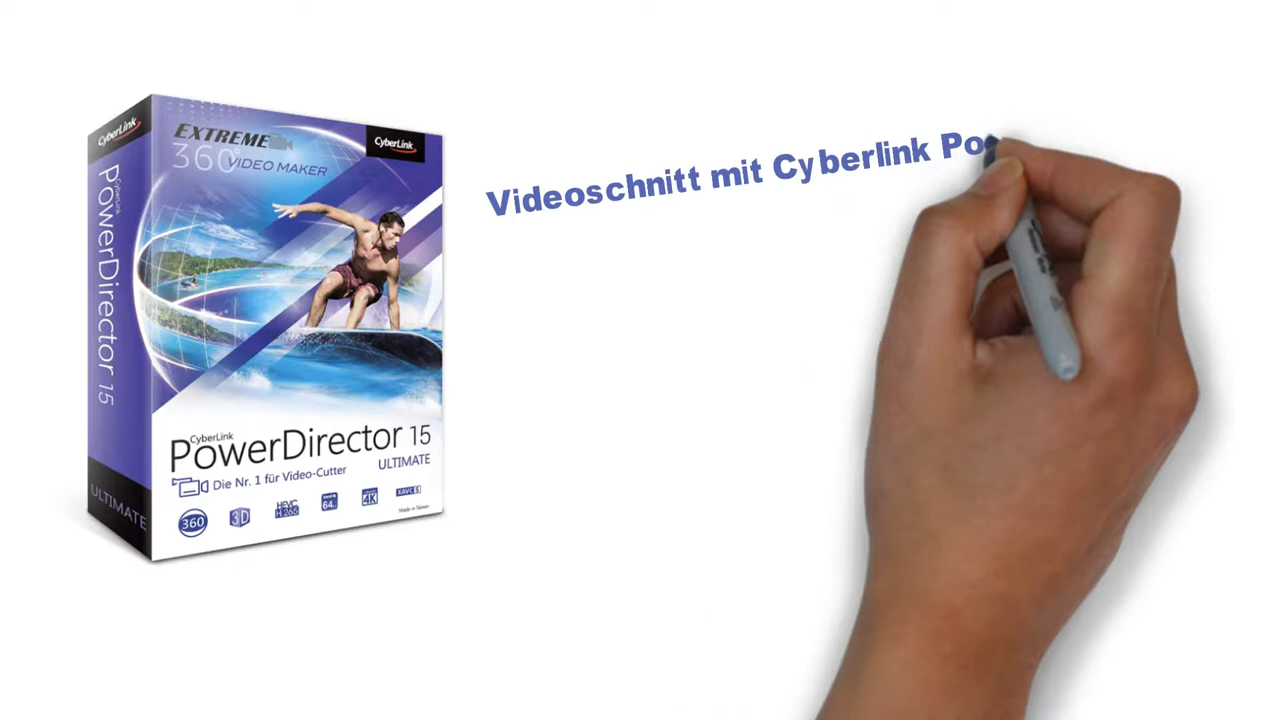 CyberLink
CyberLink
PowerDirector 15
ULTIMATE
EXTREME
360°
VIDEO MAKER
CyberLink
CyberLink
PowerDirector 15
ULTIMATE
Die Nr. 1 für Video-Cutter
360
3D
HEVC
H.265
64
4K
XAVC S
Made in Taiwan
Videoschnitt mit Cyberlink Po